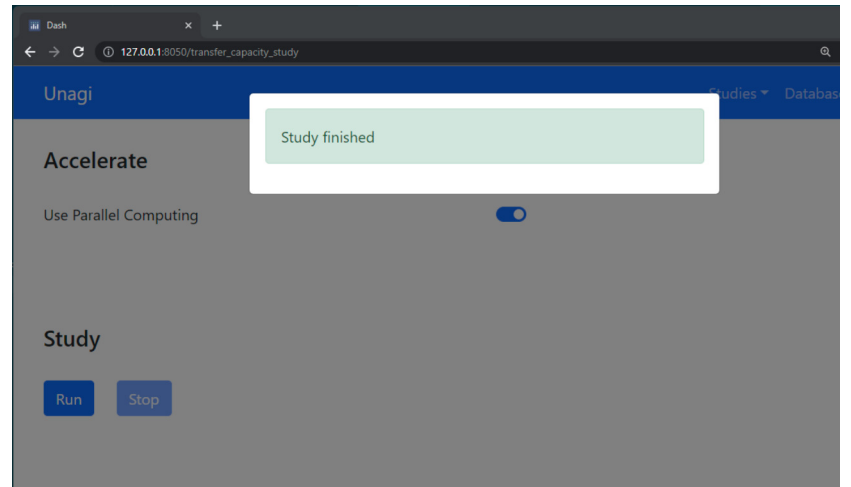 Dash
127.0.0.1:8050/transfer_capacity_study
Unagi
Studies
Databas
Study finished
Accelerate
Use Parallel Computing
Study
Run
Stop